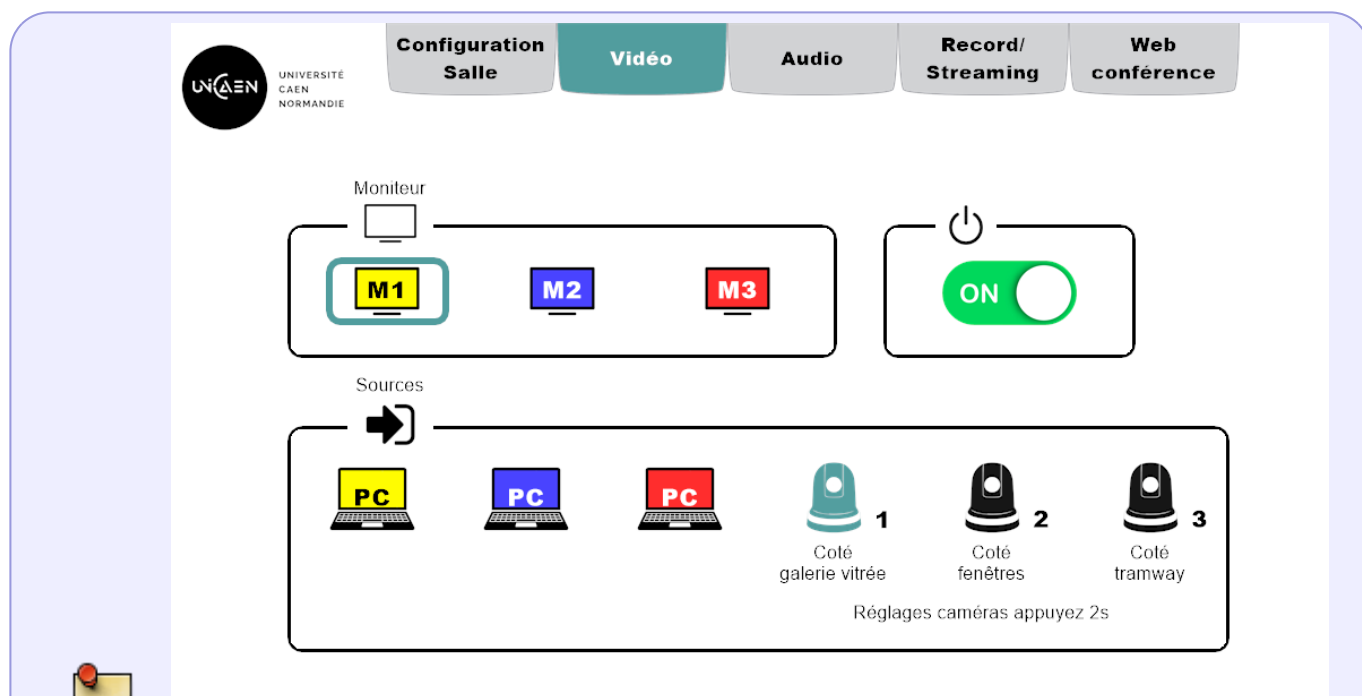 UNICAEN
UNIVERSITÉ
CAEN
NORMANDIE
Configuration
Salle
Vidéo
Audio
Record/
Streaming
Web
conférence
Moniteur
M1 M2 M3
ON
Sources
PC PC PC 1 2 3
Coté
galerie vitrée
Coté
fenêtres
Coté
tramway
Réglages caméras appuyez 2s